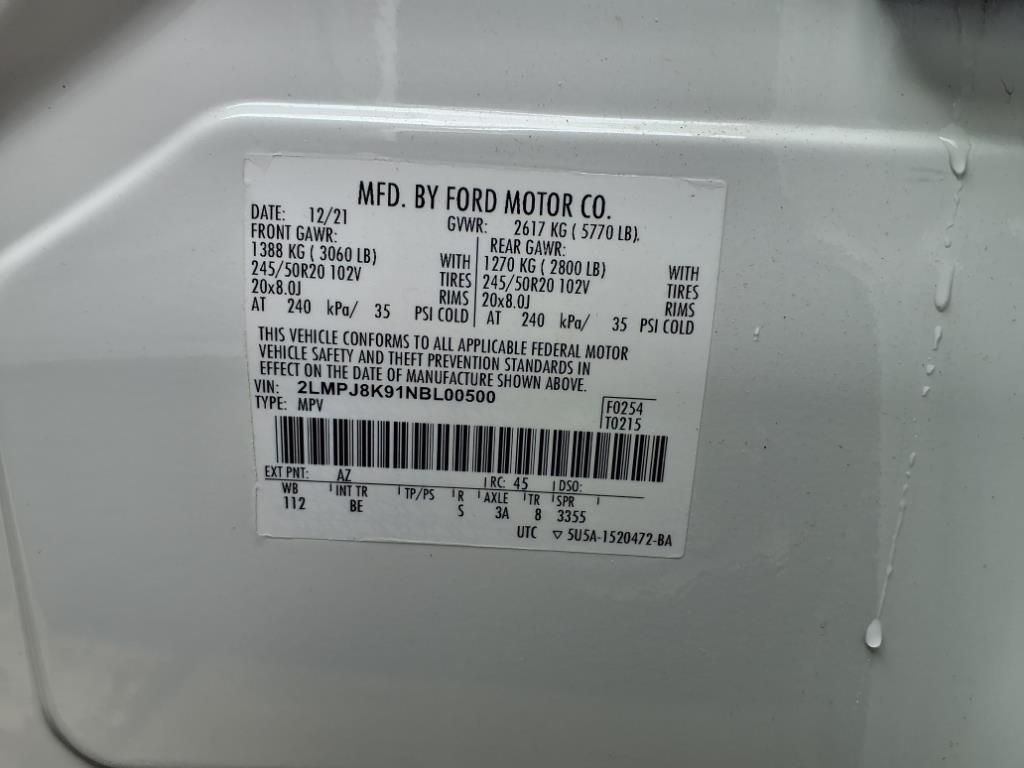 MFD. BY FORD MOTOR CO.
DATE: 12/21 GVWR: 2617 KG ( 5770 LB).
FRONT GAWR: REAR GAWR:
1388 KG ( 3060 LB) WITH 1270 KG ( 2800 LB) WITH
245/50R20 102V TIRES 245/50R20 102V TIRES
20x8.0J RIMS 20x8.0J RIMS
AT 240 kPa/ 35 PSI COLD AT 240 kPa/ 35 PSI COLD
THIS VEHICLE CONFORMS TO ALL APPLICABLE FEDERAL MOTOR
VEHICLE SAFETY AND THEFT PREVENTION STANDARDS IN
EFFECT ON THE DATE OF MANUFACTURE SHOWN ABOVE.
VIN: 2LMPJ8K91NBL00500
TYPE: MPV F0254
T0215
EXT PNT: AZ RC: 45 DSO:
WB INT TR TP/PS R AXLE TR SPR
112 BE S 3A 8 3355
UTC ▽ 5U5A-1520472-BA